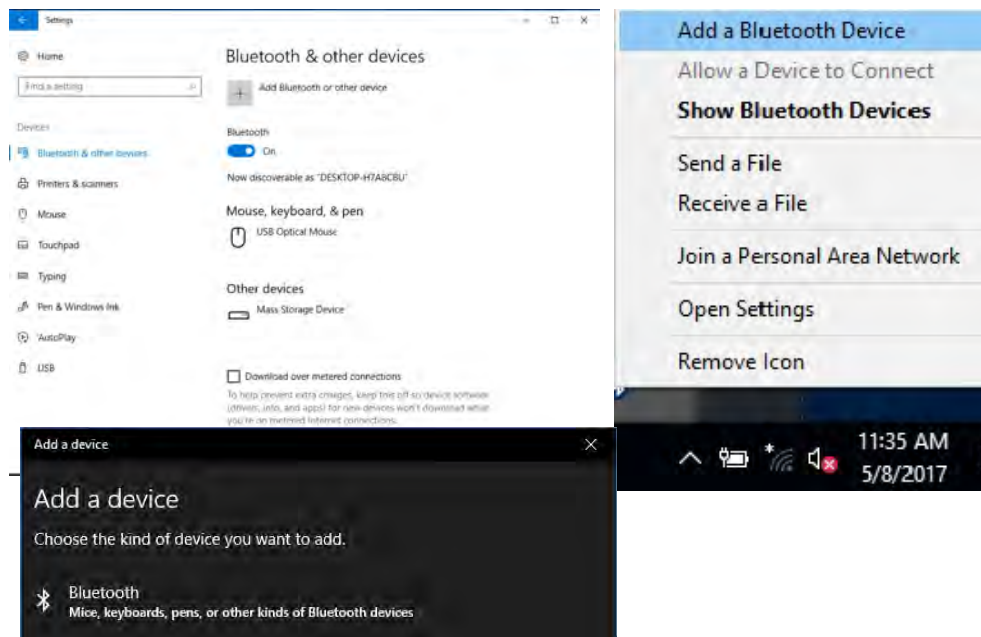 Settings
Home
Find a setting
Devices
Bluetooth & other devices
Printers & scanners
Mouse
Touchpad
Typing
Pen & Windows Ink
AutoPlay
USB
Bluetooth & other devices
Add Bluetooth or other device
Bluetooth
On
Now discoverable as "DESKTOP-H7ABCBU"
Mouse, keyboard, & pen
USB Optical Mouse
Other devices
Mass Storage Device
Download over metered connections
To help prevent extra charges, keep this off so device software
(drivers, info, and apps) for new devices won't download while
you're on metered Internet connections.
Add a device
Add a device
Choose the kind of device you want to add.
Bluetooth
Mice, keyboards, pens, or other kinds of Bluetooth devices
Add a Bluetooth Device
Allow a Device to Connect
Show Bluetooth Devices
Send a File
Receive a File
Join a Personal Area Network
Open Settings
Remove Icon
11:35 AM
5/8/2017